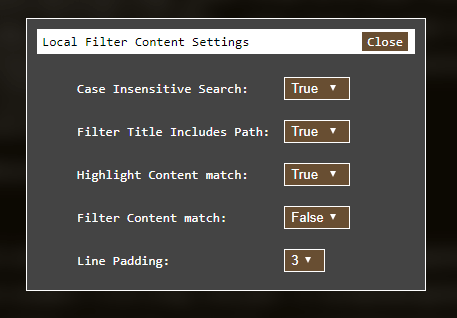 Local Filter Content Settings Close
Case Insensitive Search: True
Filter Title Includes Path: True
Highlight Content match: True
Filter Content match: False
Line Padding: 3